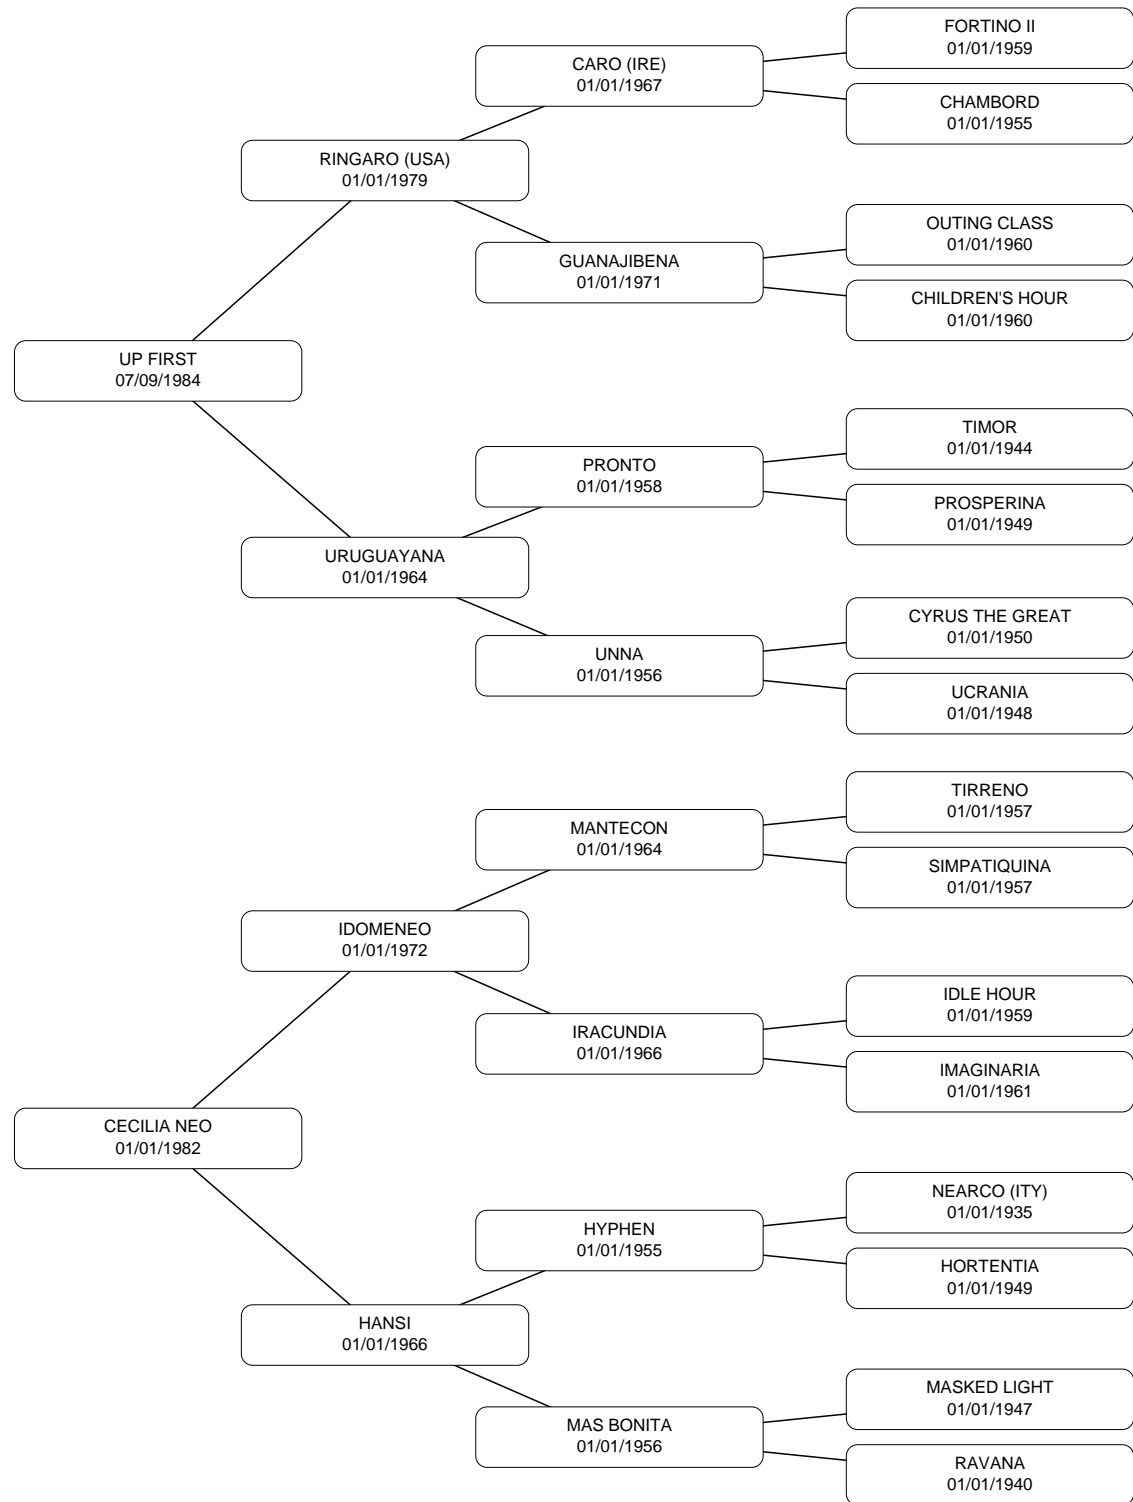 FORTINO II
01/01/1959
CARO (IRE)
01/01/1967
CHAMBORD
01/01/1955
RINGARO (USA)
01/01/1979
OUTING CLASS
01/01/1960
GUANAJIBENA
01/01/1971
CHILDREN'S HOUR
01/01/1960
UP FIRST
07/09/1984
TIMOR
01/01/1944
PRONTO
01/01/1958
PROSPERINA
01/01/1949
URUGUAYANA
01/01/1964
CYRUS THE GREAT
01/01/1950
UNNA
01/01/1956
UCRANIA
01/01/1948
TIRRENO
01/01/1957
MANTECON
01/01/1964
SIMPATIQUINA
01/01/1957
IDOMENEO
01/01/1972
IDLE HOUR
01/01/1959
IRACUNDIA
01/01/1966
IMAGINARIA
01/01/1961
CECILIA NEO
01/01/1982
NEARCO (ITY)
01/01/1935
HYPHEN
01/01/1955
HORTENTIA
01/01/1949
HANSI
01/01/1966
MASKED LIGHT
01/01/1947
MAS BONITA
01/01/1956
RAVANA
01/01/1940